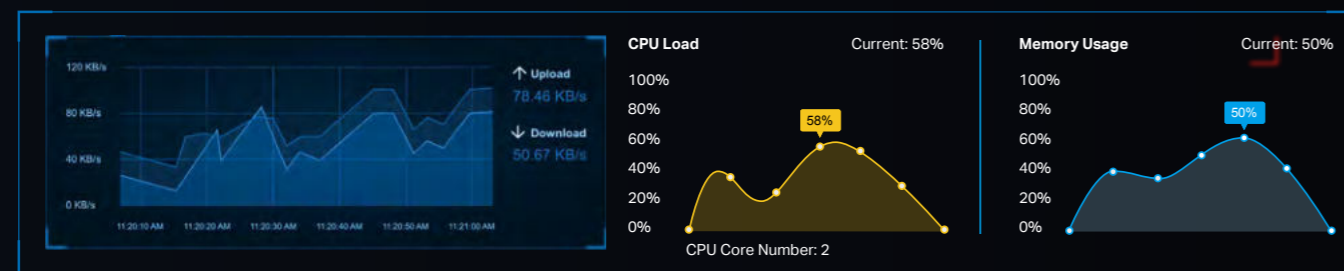 120 KB/s
80 KB/s
40 KB/s
0 KB/s
11:20:10 AM 11:20:20 AM 11:20:30 AM 11:20:40 AM 11:20:50 AM 11:21:00 AM
↑ Upload
78.46 KB/s
↓ Download
50.67 KB/s
CPU Load Current: 58%
100%
80%
60%
40%
20%
0%
58%
CPU Core Number: 2
Memory Usage Current: 50%
100%
80%
60%
40%
20%
0%
50%